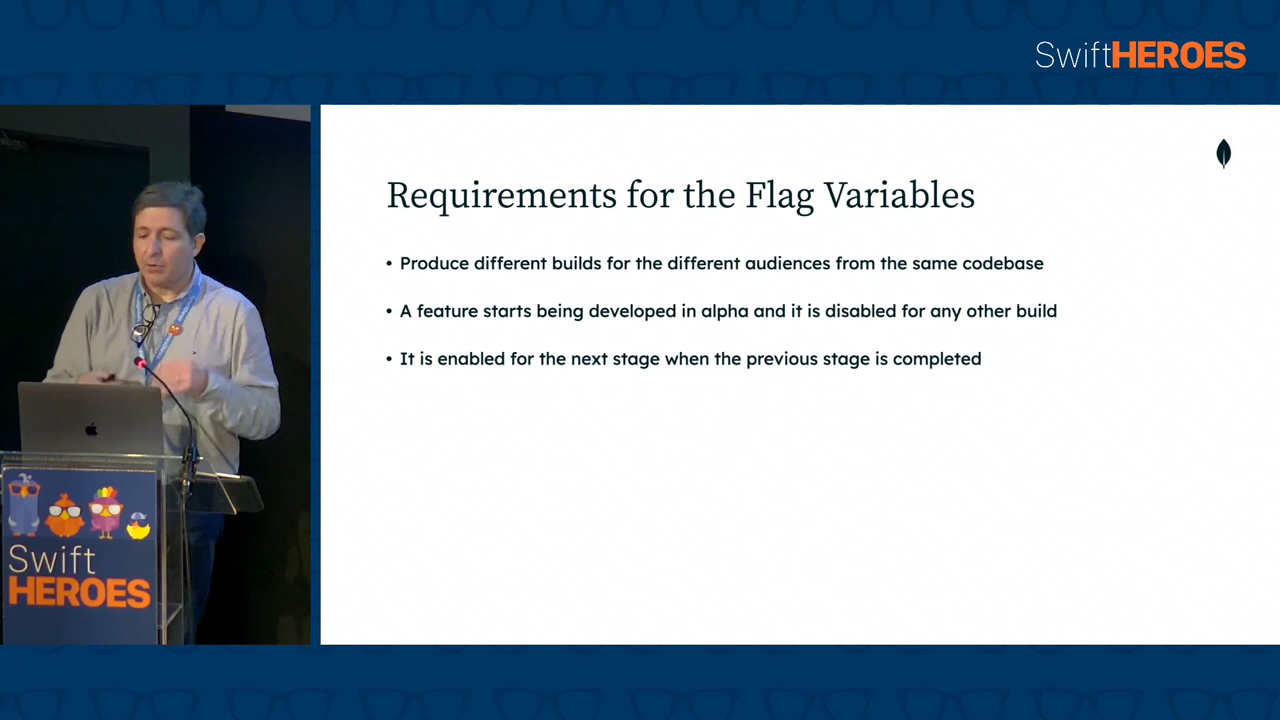 SwiftHEROES
Requirements for the Flag Variables
• Produce different builds for the different audiences from the same codebase
• A feature starts being developed in alpha and it is disabled for any other build
• It is enabled for the next stage when the previous stage is completed
Swift
HEROES